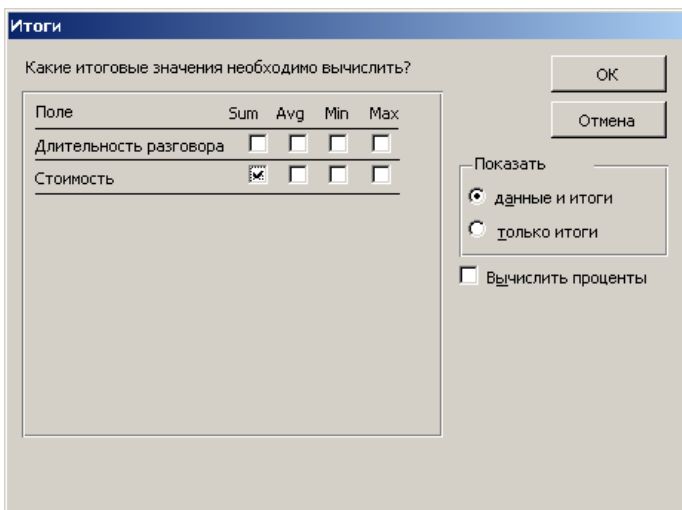 Итоги
Какие итоговые значения необходимо вычислить?
OK
Отмена
Поле Sum Avg Min Max
Длительность разговора
Стоимость
Показать
данные и итоги
только итоги
Вычислить проценты